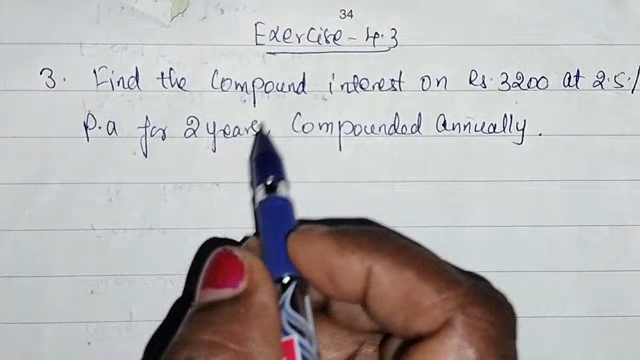 34
Exercise - 4.3
3. Find the Compound interest on Rs. 3200 at 2.5%
P.a for 2 years Compounded annually.